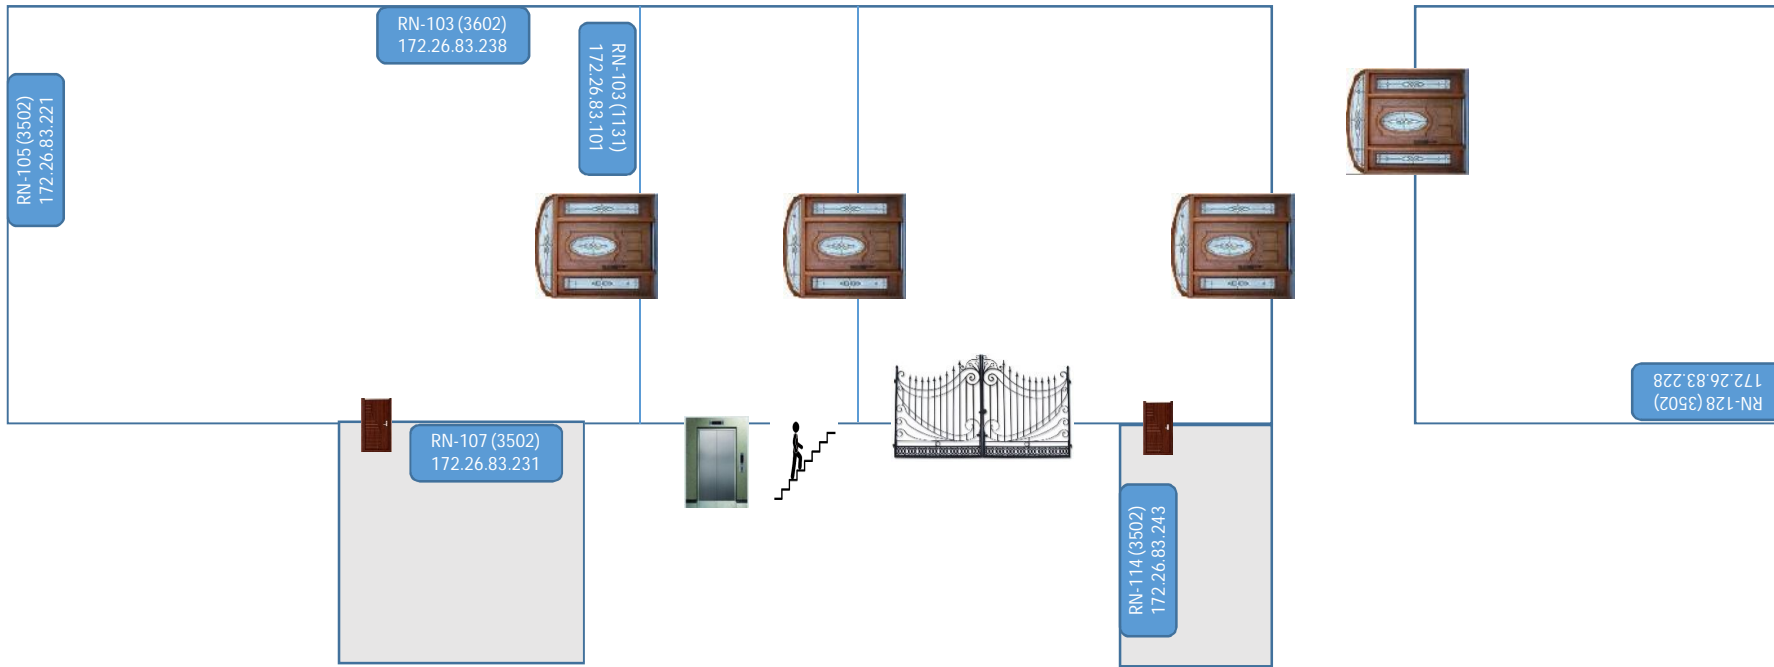 RN-103 (3602)
172.26.83.238
RN-103 (1131)
172.26.83.101
RN-105 (3502)
172.26.83.221
RN-128 (3502)
172.26.83.228
RN-107 (3502)
172.26.83.231
RN-114 (3502)
172.26.83.243